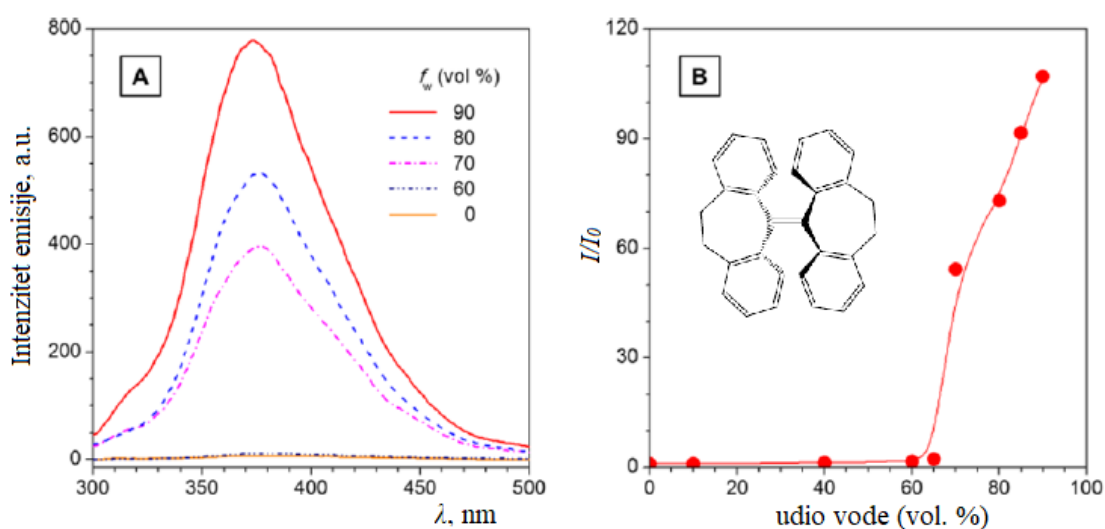 A
Intenzitet emisije, a.u.
800
600
400
200
0
300 350 400 450 500
λ, nm
f_w (vol %)
90
80
70
60
0
B
I/I₀
120
90
60
30
0
0 20 40 60 80 100
udio vode (vol. %)